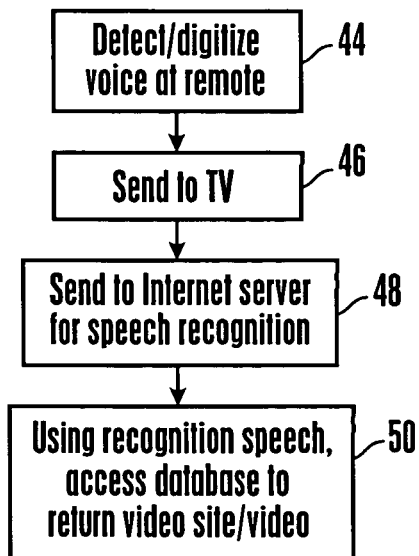 Detect/digitize
voice at remote
44
Send to TV
46
Send to Internet server
for speech recognition
48
Using recognition speech,
access database to
return video site/video
50